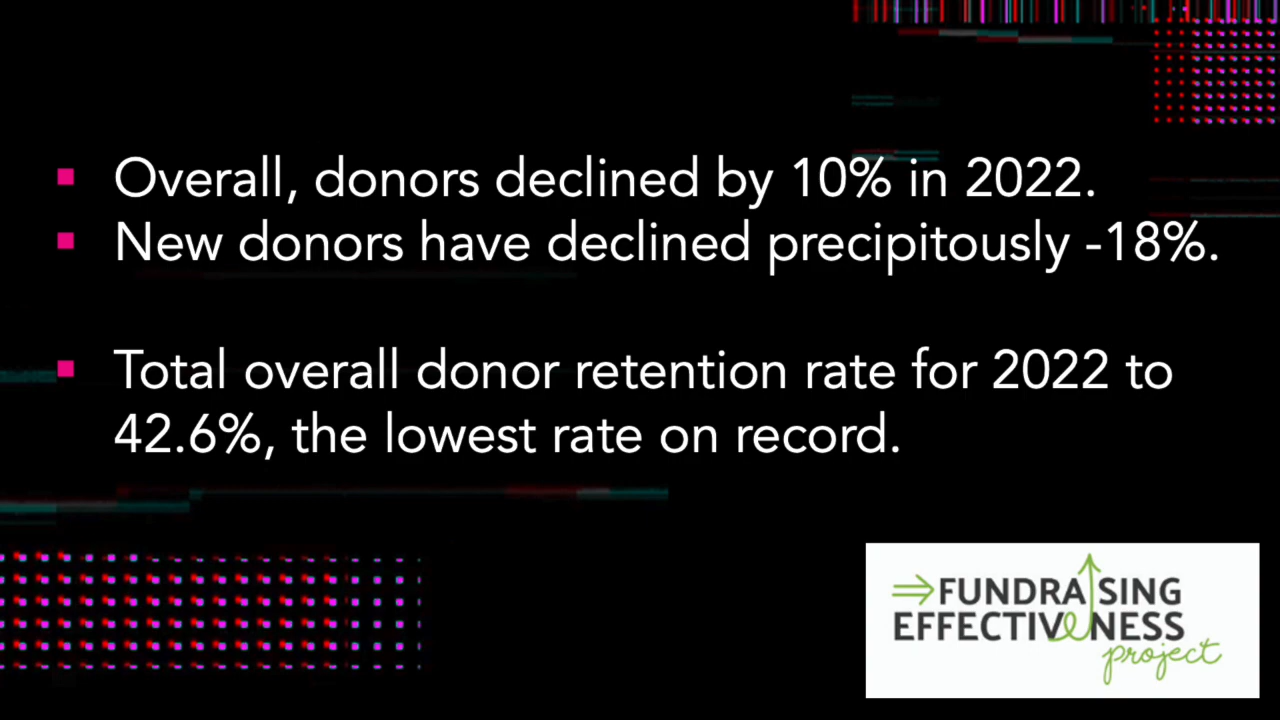 Overall, donors declined by 10% in 2022.
New donors have declined precipitously -18%.
Total overall donor retention rate for 2022 to
42.6%, the lowest rate on record.
FUNDRAISING
EFFECTIVENESS
project